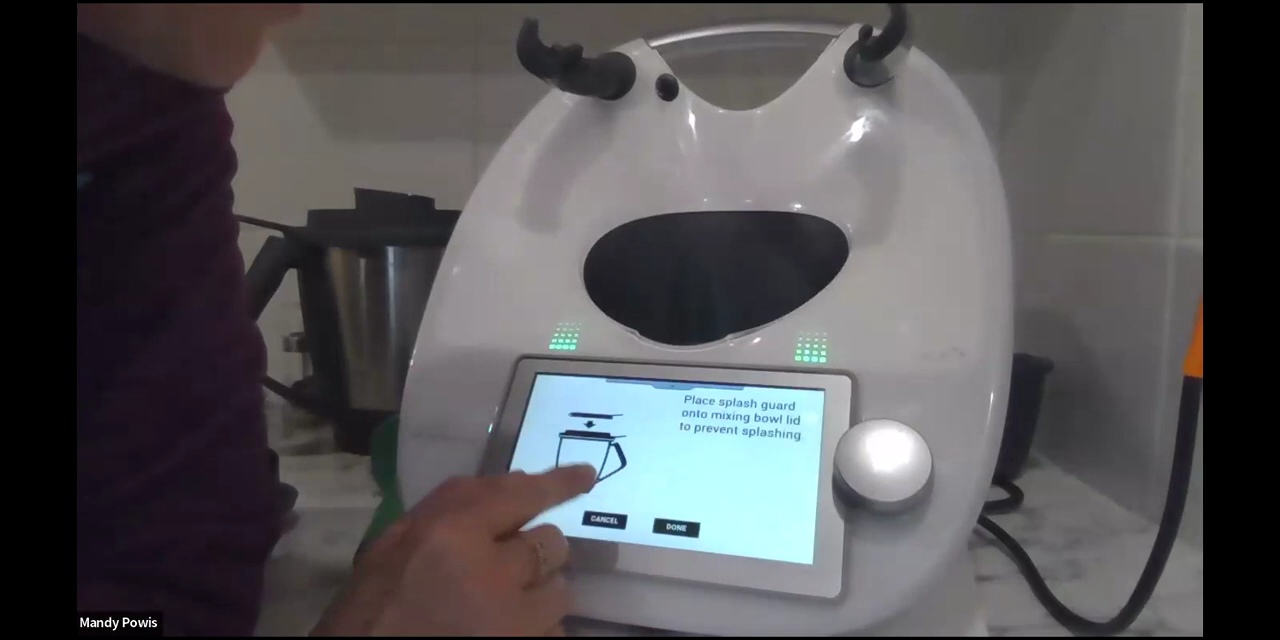 Place splash guard
onto mixing bowl lid
to prevent splashing
CANCEL
DONE
Mandy Powis